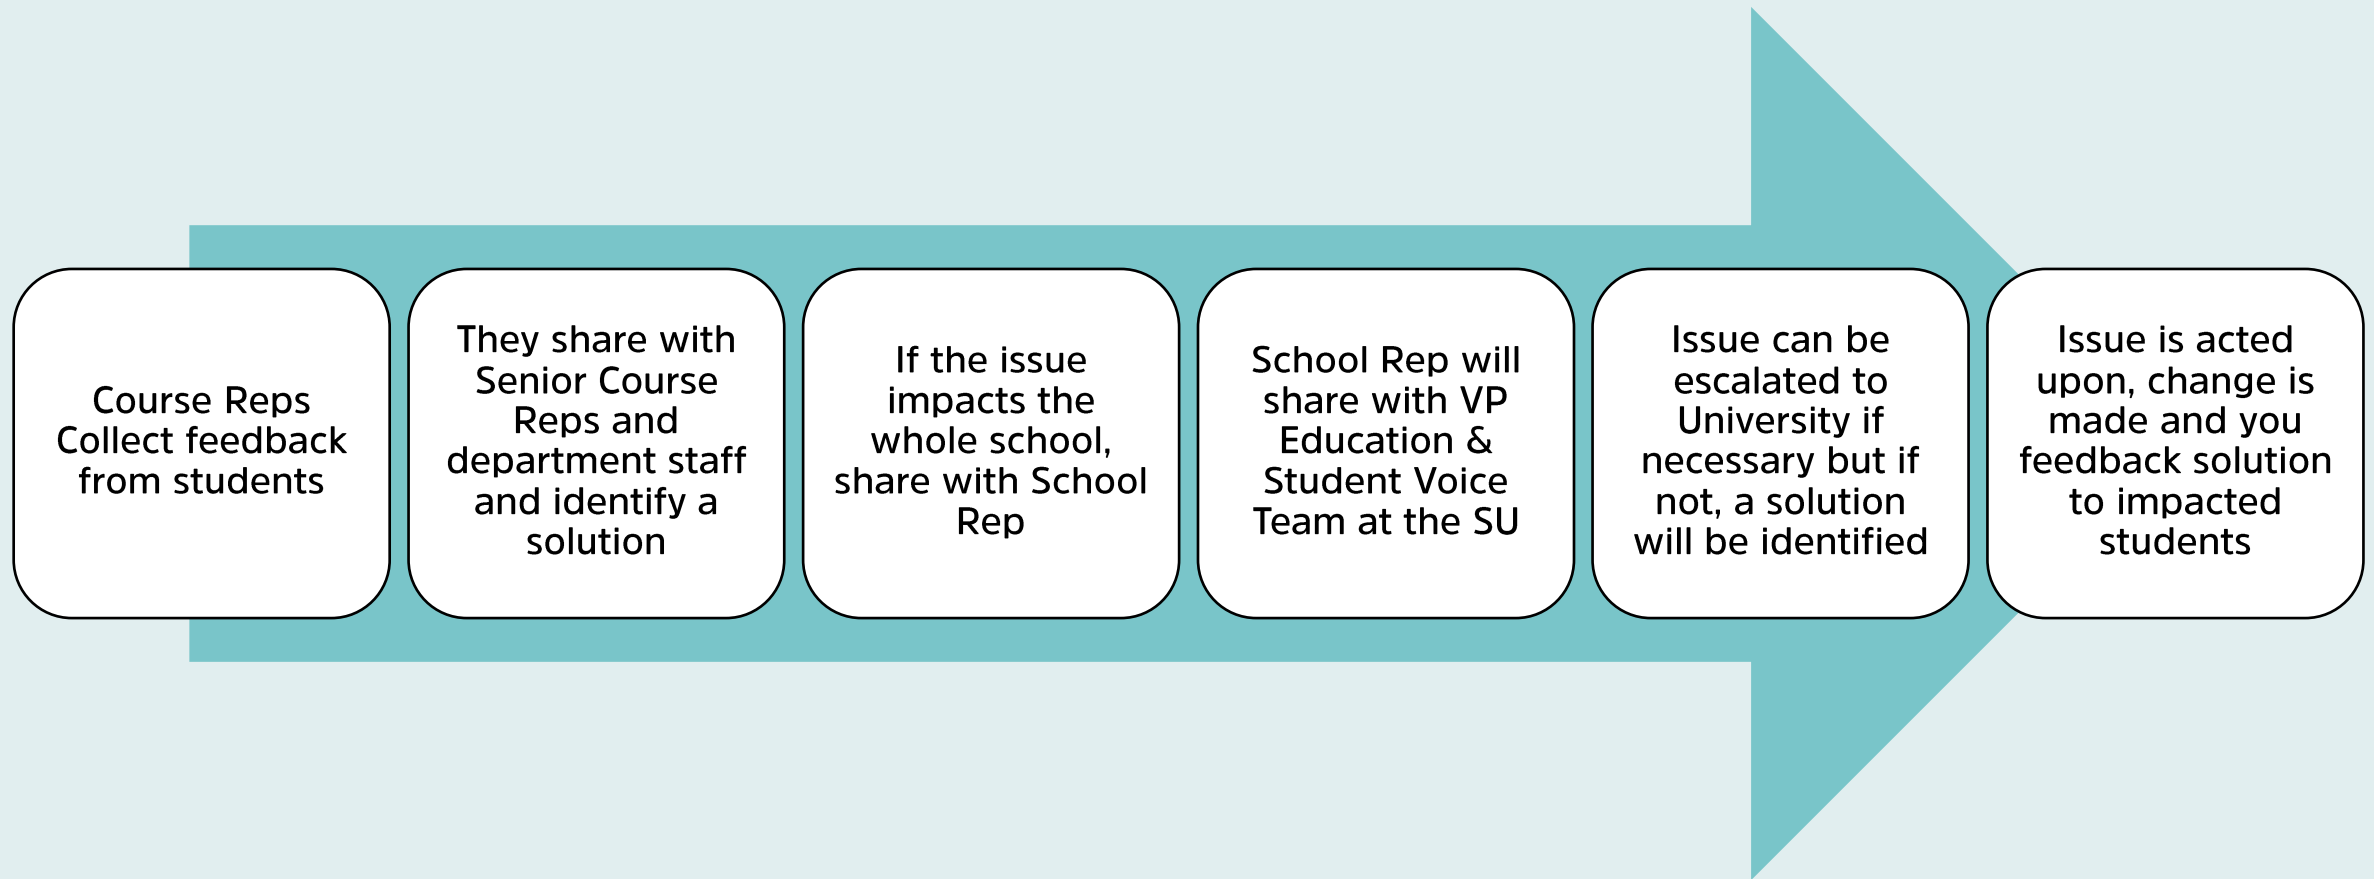 Course Reps
Collect feedback
from students
They share with
Senior Course
Reps and
department staff
and identify a
solution
If the issue
impacts the
whole school,
share with School
Rep
School Rep will
share with VP
Education &
Student Voice
Team at the SU
Issue can be
escalated to
University if
necessary but if
not, a solution
will be identified
Issue is acted
upon, change is
made and you
feedback solution
to impacted
students